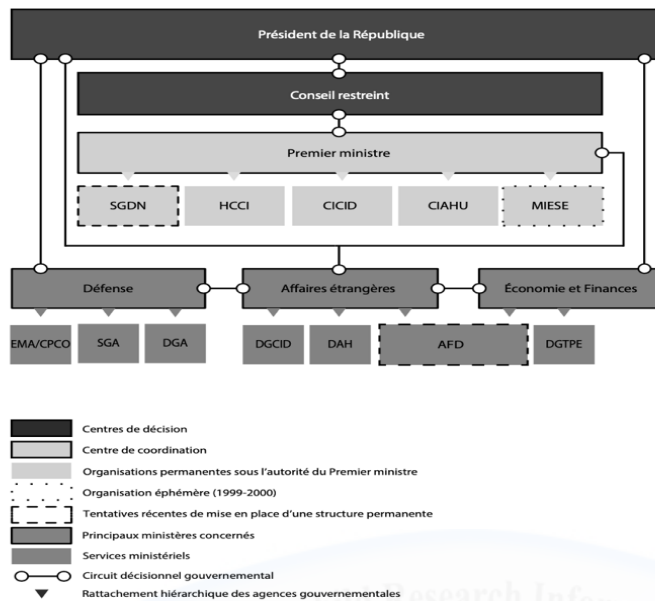 Président de la République
Conseil restreint
Premier ministre
SGDN HCCI CICID CIAHU MIESE
Défense Affaires étrangères Économie et Finances
EMA/CPCO SGA DGA DGCID DAH AFD DGTPE
Centres de décision
Centre de coordination
Organisations permanentes sous l'autorité du Premier ministre
Organisation éphémère (1999-2000)
Tentatives récentes de mise en place d'une structure permanente
Principaux ministères concernés
Services ministériels
Circuit décisionnel gouvernemental
Rattachement hiérarchique des agences gouvernementales